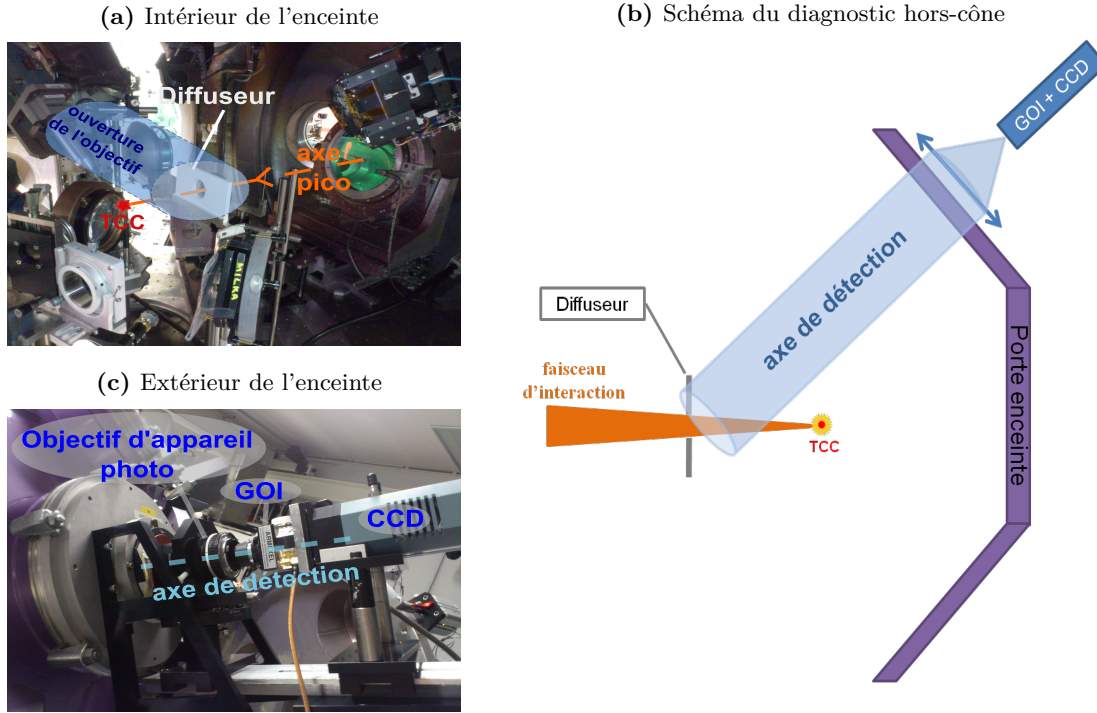 (a) Intérieur de l'enceinte
Diffuseur
ouverture
de l'objectif
axe
pico
TCC
MILKA
(b) Schéma du diagnostic hors-cône
GOI + CCD
axe de détection
Diffuseur
faisceau
d'interaction
TCC
Porte enceinte
(c) Extérieur de l'enceinte
Objectif d'appareil
photo
GOI
CCD
axe de détection